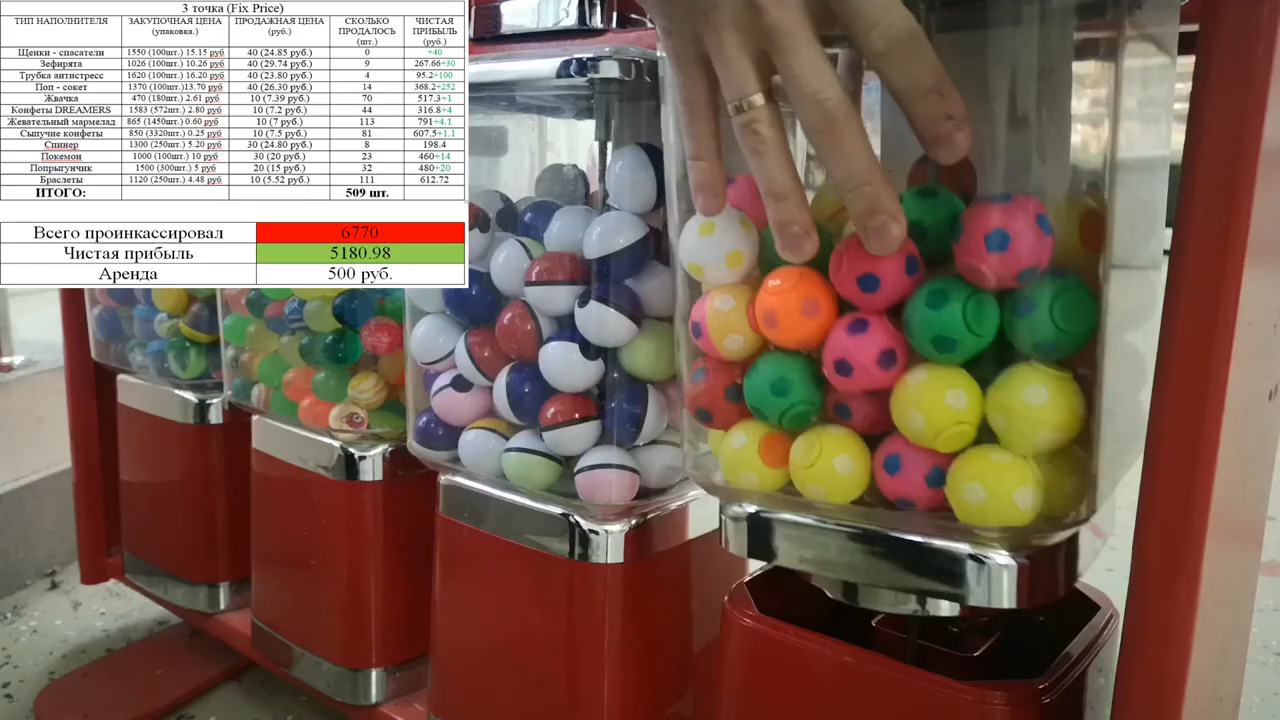 3 точка (Fix Price)
ТИП НАПОЛНИТЕЛЯ ЗАКУПОЧНАЯ ЦЕНА (упаковка.) ПРОДАЖНАЯ ЦЕНА (руб.) СКОЛЬКО ПРОДАЛОСЬ (шт.) ЧИСТАЯ ПРИБЫЛЬ (руб.)
Щенки - спасатели 1550 (100шт.) 15.15 руб 40 (24.85 руб.) 0 +40
Зефирята 1026 (100шт.) 10.26 руб 40 (29.74 руб.) 9 267.66+30
Трубка антистресс 1620 (100шт.) 16.20 руб 40 (23.80 руб.) 4 95.2+100
Поп - сокет 1370 (100шт.)13.70 руб 40 (26.30 руб.) 14 368.2+252
Жвачка 470 (180шт.) 2.61 руб 10 (7.39 руб.) 70 517.3+1
Конфеты DREAMERS 1583 (572шт.) 2.80 руб 10 (7.2 руб.) 44 316.8+4
Жевательный мармелад 865 (1450шт.) 0.60 руб 10 (7 руб.) 113 791+4.1
Сыпучие конфеты 850 (3320шт.) 0.25 руб 10 (7.5 руб.) 81 607.5+1.1
Спинер 1300 (250шт.) 5.20 руб 30 (24.80 руб.) 8 198.4
Покемон 1000 (100шт.) 10 руб 30 (20 руб.) 23 460+14
Попрыгунчик 1500 (300шт.) 5 руб 20 (15 руб.) 32 480+20
Браслеты 1120 (250шт.) 4.48 руб 10 (5.52 руб.) 111 612.72
ИТОГО: 509 шт.
Всего проинкассировал 6770
Чистая прибыль 5180.98
Аренда 500 руб.